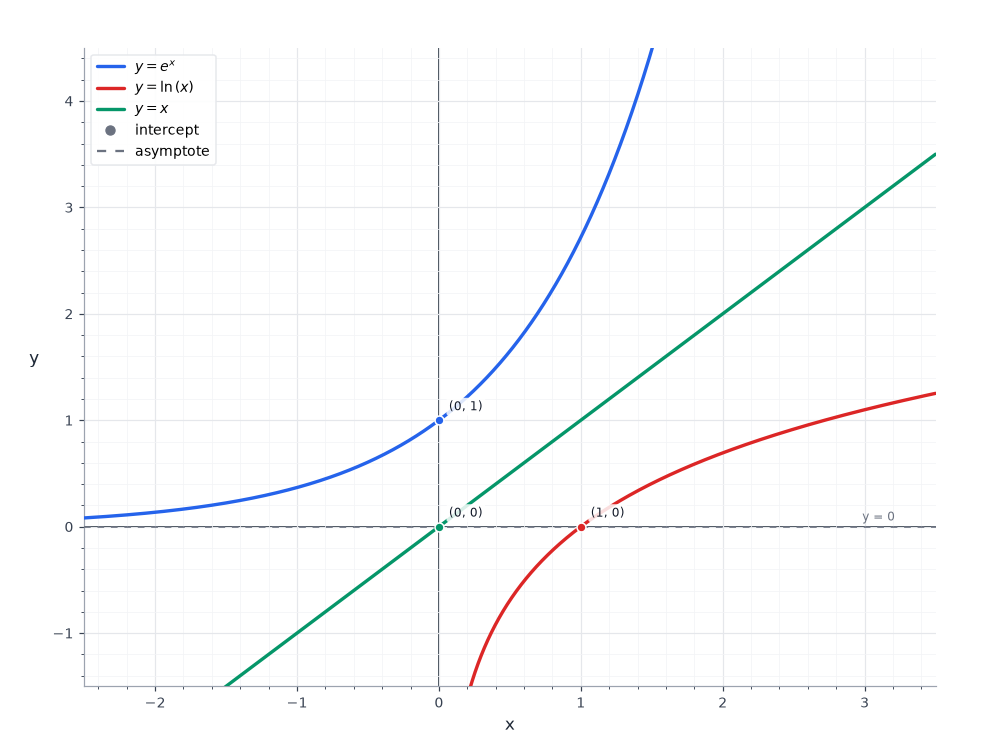 y = e^x
y = ln (x)
y = x
intercept
asymptote
4
3
2
1
0
−1
y
(0, 1)
(0, 0)
(1, 0)
y = 0
−2
−1
0
1
2
3
x